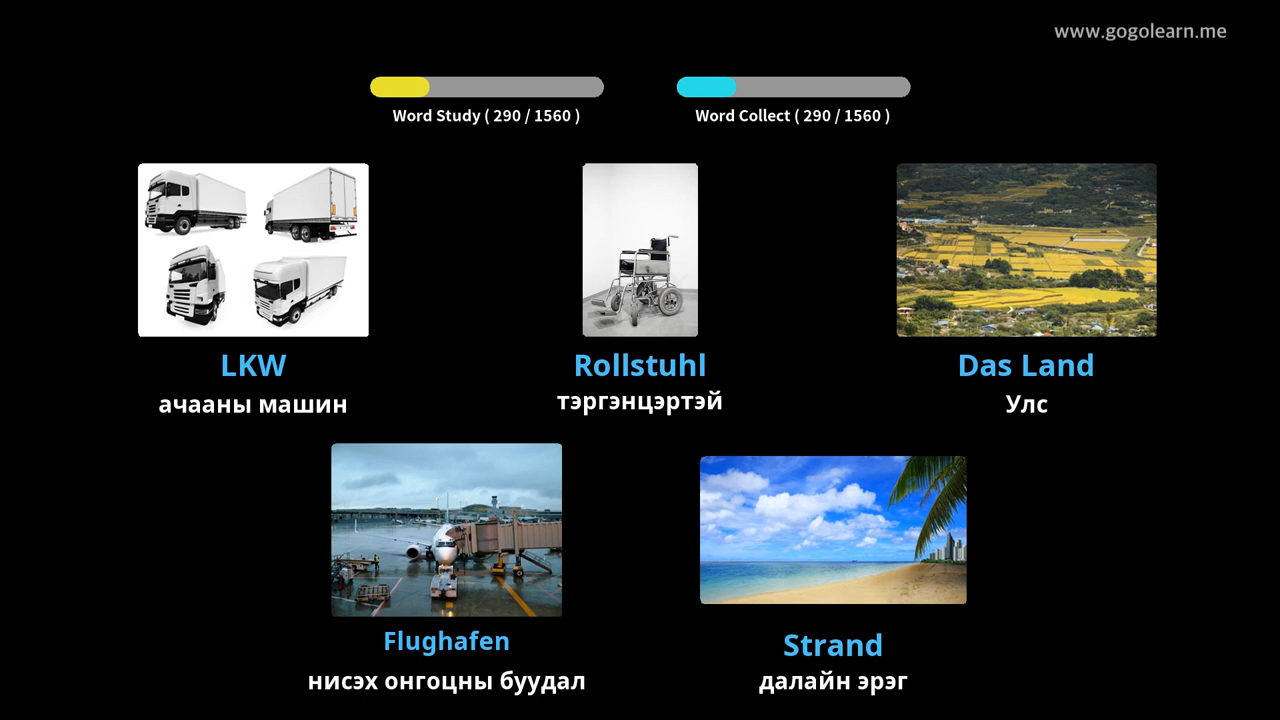 www.gogolearn.me
Word Study ( 290 / 1560 )
Word Collect ( 290 / 1560 )
LKW
ачааны машин
Rollstuhl
тэргэнцэртэй
Das Land
Улс
Flughafen
нисэх онгоцны буудал
Strand
далайн эрэг